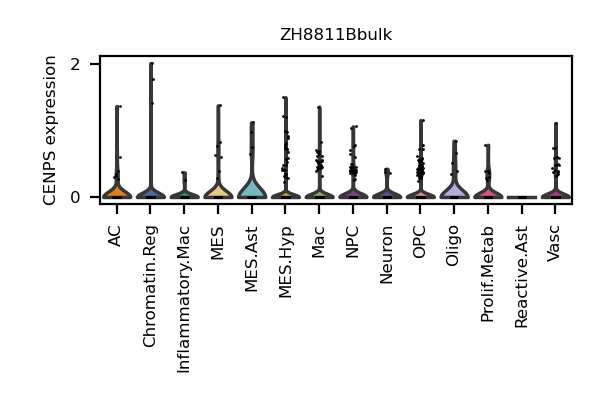 ZH8811Bbulk
CENPS expression
2
0
AC
Chromatin.Reg
Inflammatory.Mac
MES
MES.Ast
MES.Hyp
Mac
NPC
Neuron
OPC
Oligo
Prolif.Metab
Reactive.Ast
Vasc